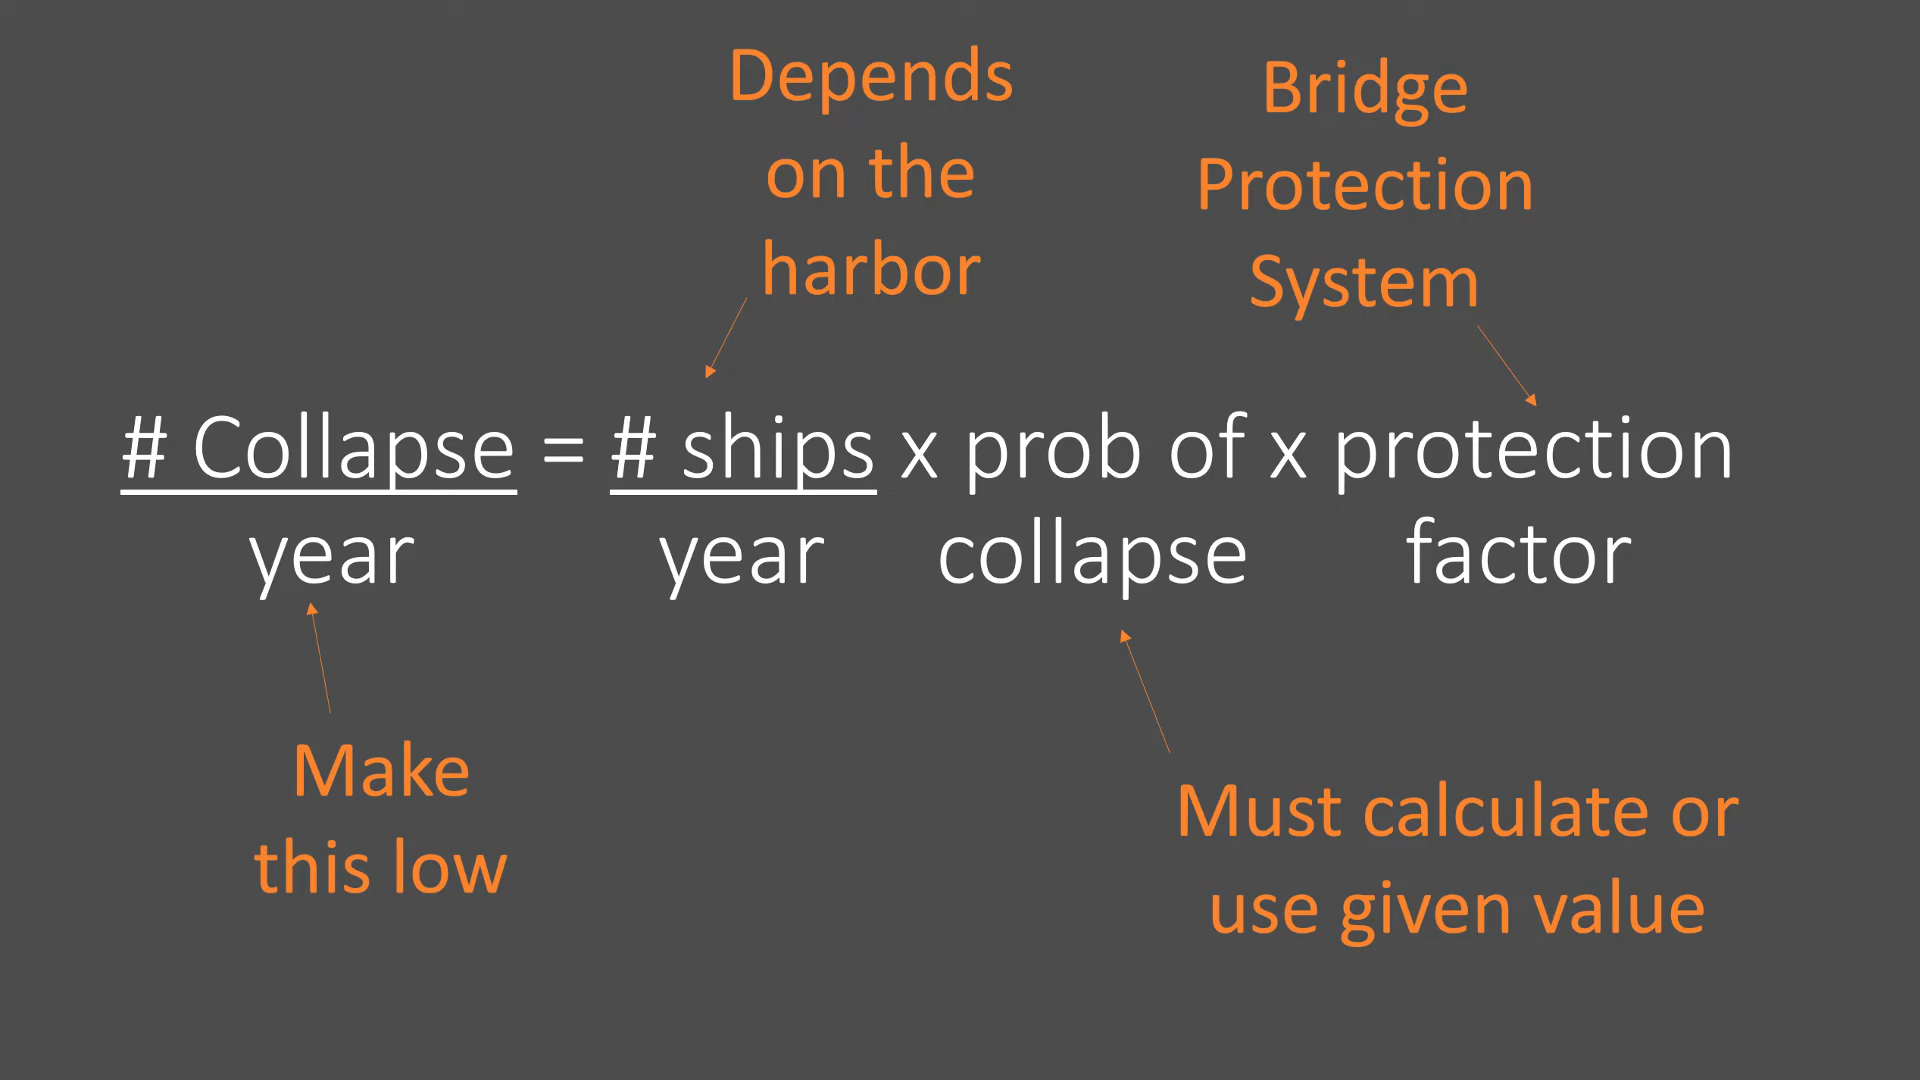 Depends
on the
harbor
Bridge
Protection
System
# Collapse = # ships x prob of x protection
year year collapse factor
Make
this low
Must calculate or
use given value